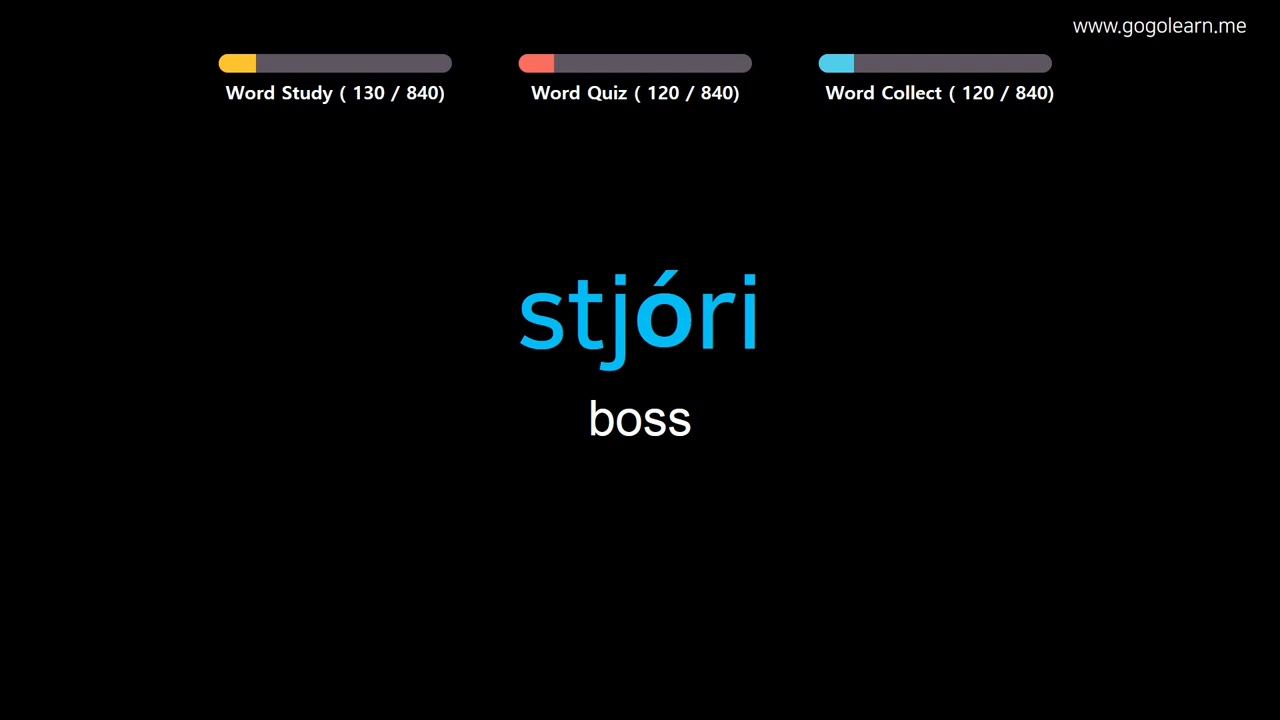 www.gogolearn.me
Word Study ( 130 / 840)
Word Quiz ( 120 / 840)
Word Collect ( 120 / 840)
stjóri
boss